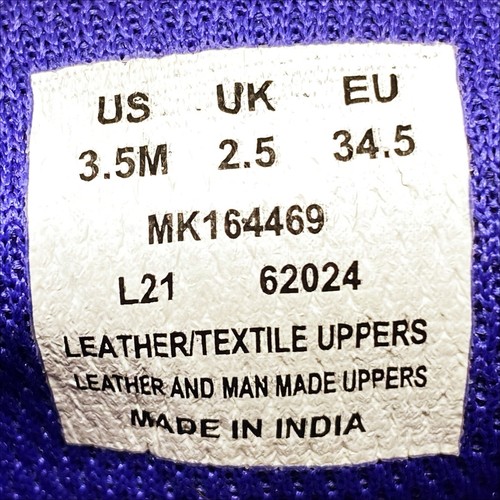 US UK EU
3.5M 2.5 34.5
MK164469
L21 62024
LEATHER/TEXTILE UPPERS
LEATHER AND MAN MADE UPPERS
MADE IN INDIA